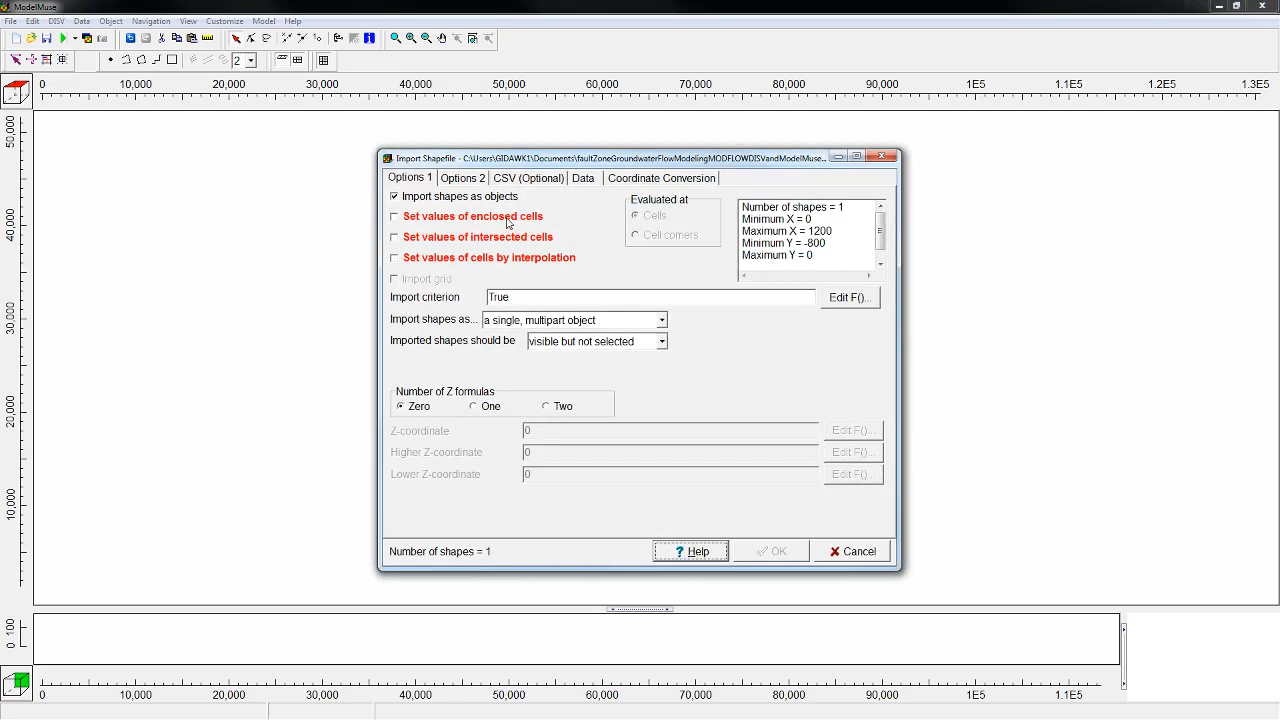 ModelMuse
File Edit DISV Data Object Navigation View Customize Model Help
2
0 10,000 20,000 30,000 40,000 50,000 60,000 70,000 80,000 90,000 1E5 1.1E5 1.2E5 1.3E5
50,000
40,000
30,000
20,000
10,000
0
Import Shapefile - C:\Users\GIDAWK1\Documents\faultZoneGroundwaterFlowModelingMODFLOWDISVandModelMuse...
Options 1 Options 2 CSV (Optional) Data Coordinate Conversion
Import shapes as objects
Set values of enclosed cells
Set values of intersected cells
Set values of cells by interpolation
Import grid
Evaluated at
Cells
Cell corners
Number of shapes = 1
Minimum X = 0
Maximum X = 1200
Minimum Y = -800
Maximum Y = 0
Import criterion True Edit F()...
Import shapes as... a single, multipart object
Imported shapes should be visible but not selected
Number of Z formulas
Zero One Two
Z-coordinate 0 Edit F()...
Higher Z-coordinate 0 Edit F()...
Lower Z-coordinate 0 Edit F()...
Number of shapes = 1 ? Help OK Cancel
100
0
0 10,000 20,000 30,000 40,000 50,000 60,000 70,000 80,000 90,000 1E5 1.1E5